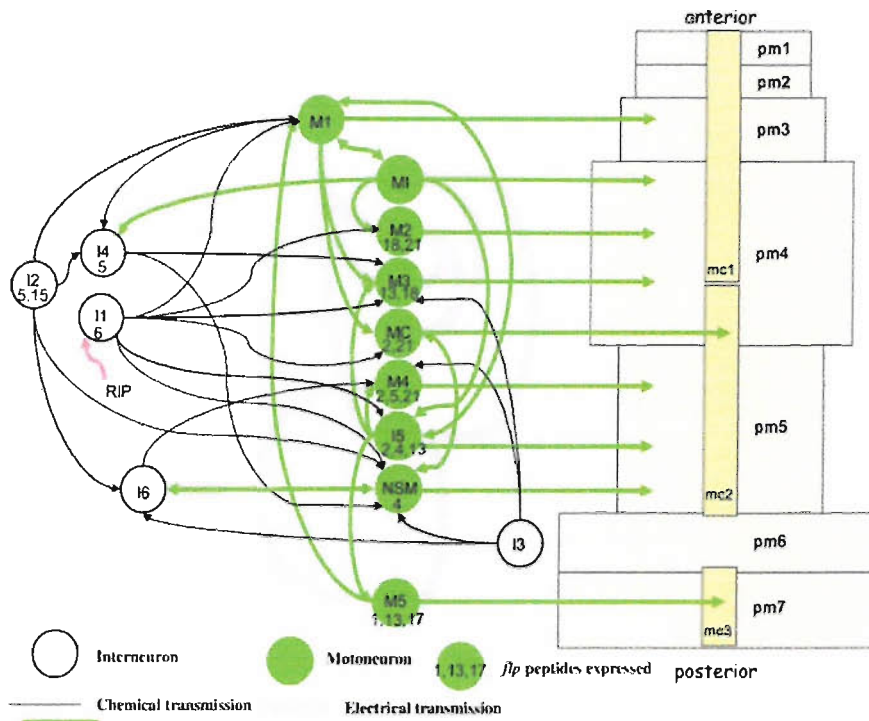 anterior
pm1
pm2
pm3
pm4
mc1
pm5
mc2
pm6
pm7
mc3
posterior
M1
MI
M2
18,21
M3
13,18
MC
2,21
M4
2,5,21
I5
2,4,13
NSM
4
M5
1,13,17
I2
5,15
I4
5
I1
6
RIP
I6
I3
Interneuron
Motoneuron
1,13,17
flp peptides expressed
Chemical transmission
Electrical transmission